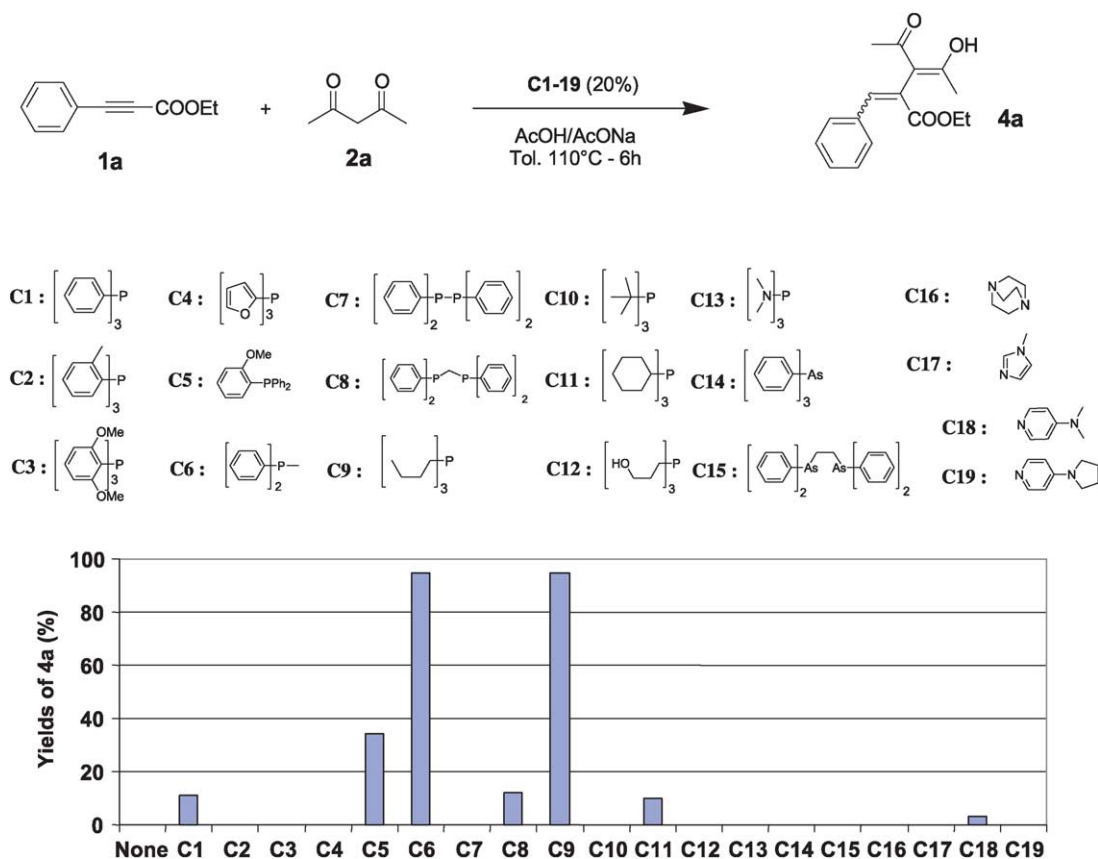 O
OH
COOEt
+
O O
C1-19 (20%)
AcOH/AcONa
Tol. 110°C - 6h
COOEt
4a
1a
2a
C1 : P 3
C4 : O P 3
C7 : P P 2 2
C10 : P 3
C13 : N P 3
C16 : N N
C2 : P 3
C5 : OMe PPh2
C8 : P P 2 2
C11 : P 3
C14 : As 3
C17 : N N
C3 : OMe P 3 OMe
C6 : P 2
C9 : P 3
C12 : HO P 3
C15 : As As 2 2
C18 : N N
C19 : N N
Yields of 4a (%)
100
80
60
40
20
0
None C1 C2 C3 C4 C5 C6 C7 C8 C9 C10 C11 C12 C13 C14 C15 C16 C17 C18 C19